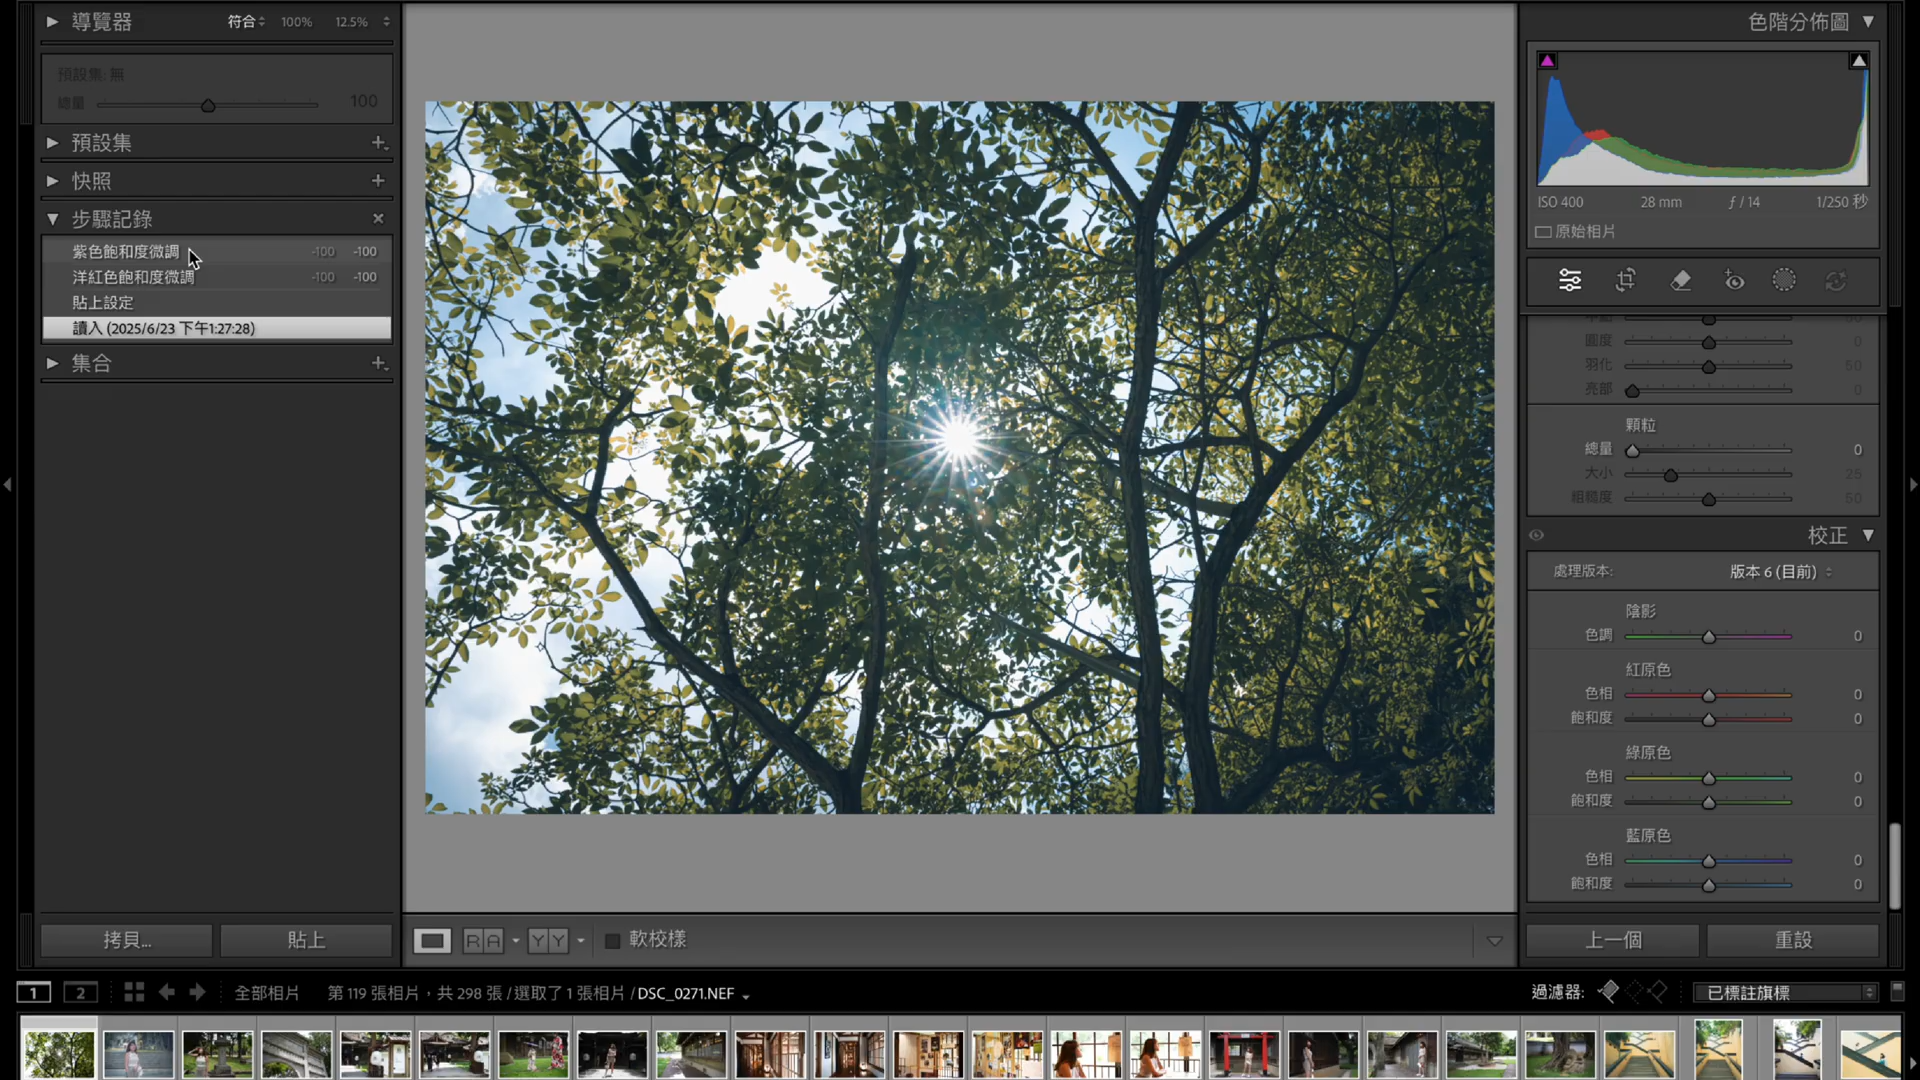 導覽器 符合 100% 12.5%
預設集: 無
總量 100
預設集
快照
步驟記錄
紫色飽和度微調 -100 -100
洋紅色飽和度微調 -100 -100
貼上設定
讀入 (2025/6/23 下午1:27:28)
集合
拷貝... 貼上
RA YY 軟校樣
色階分佈圖
ISO 400 28 mm ƒ / 14 1/250 秒
原始相片
圓度 0
羽化 50
亮部 0
顆粒
總量 0
大小 25
粗糙度 50
校正
處理版本: 版本 6 (目前)
陰影
色調 0
紅原色
色相 0
飽和度 0
綠原色
色相 0
飽和度 0
藍原色
色相 0
飽和度 0
上一個 重設
1 2 全部相片 第 119 張相片，共 298 張 /選取了 1 張相片 /DSC_0271.NEF 過濾器: 已標註旗標